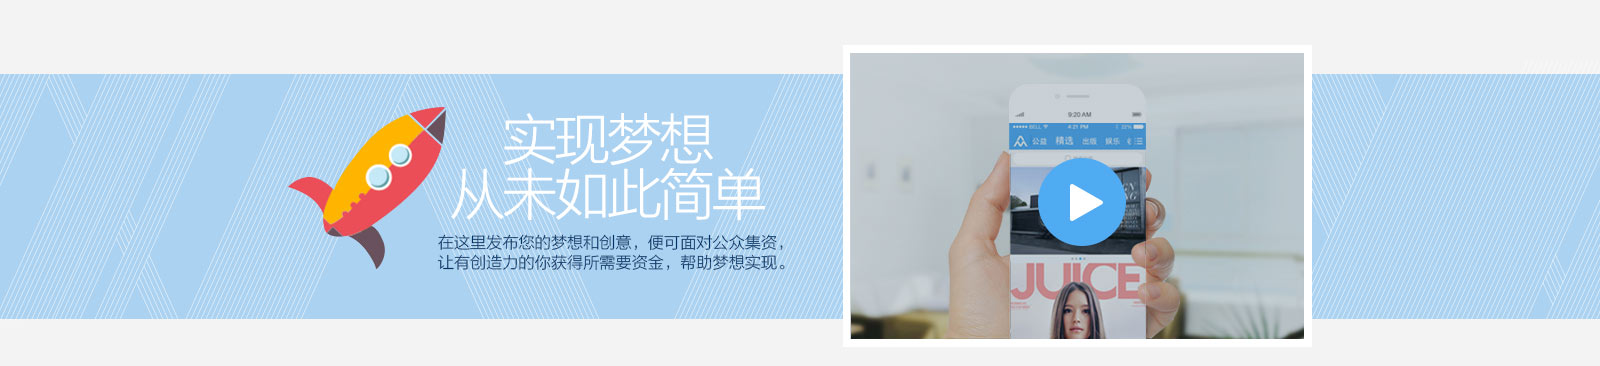 实现梦想
从未如此简单
在这里发布您的梦想和创意，便可面对公众集资，
让有创造力的你获得所需要资金，帮助梦想实现。
9:20 AM
BELL 4:21 PM 22%
公益 精选 出版 娱乐
JUICE